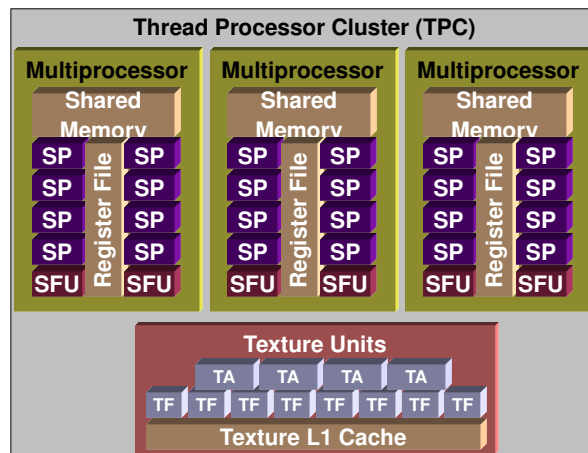 Thread Processor Cluster (TPC)
Multiprocessor Multiprocessor Multiprocessor
Shared Memory Shared Memory Shared Memory
SP SP SP SP SP SP
SP SP SP SP SP SP
SP SP SP SP SP SP
SP SP SP SP SP SP
SFU SFU SFU SFU SFU SFU
Register File Register File Register File
Texture Units
TA TA TA TA
TF TF TF TF TF TF TF TF
Texture L1 Cache